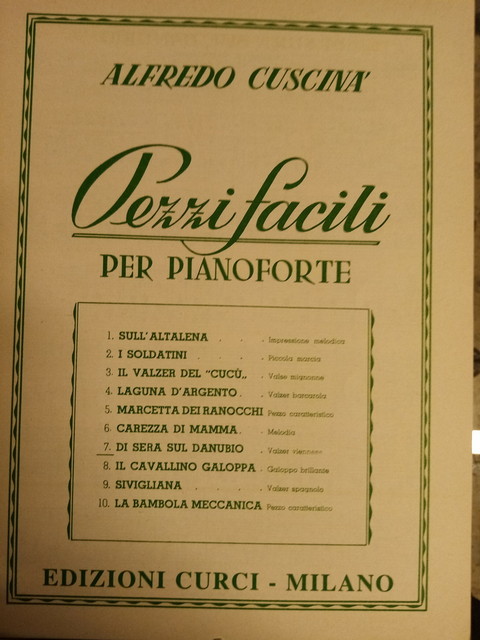 ALFREDO CUSCINÁ
Pezzi facili
PER PIANOFORTE
1. SULL'ALTALENA . . . Impressione melodica
2. I SOLDATINI . . . . Piccola marcia
3. IL VALZER DEL "CUCÙ„ . Valse mignonne
4. LAGUNA D'ARGENTO . . Valzer barcarola
5. MARCETTA DEI RANOCCHI Pezzo caratteristico
6. CAREZZA DI MAMMA . . Melodia
7. DI SERA SUL DANUBIO . Valzer viennese
8. IL CAVALLINO GALOPPA . Galoppo brillante
9. SIVIGLIANA . . . . Valzer spagnolo
10. LA BAMBOLA MECCANICA Pezzo caratteristico
EDIZIONI CURCI - MILANO